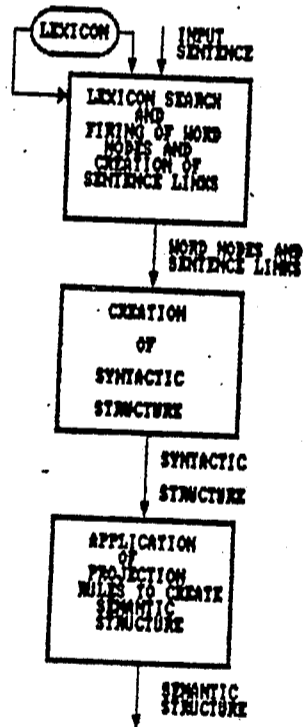 LEXICON
INPUT
SENTENCE
LEXICON SEARCH
AND
FIRING OF WORD
NODES AND
CREATION OF
SENTENCE LINKS
WORD NODES AND
SENTENCE LINKS
CREATION
OF
SYNTACTIC
STRUCTURE
SYNTACTIC
STRUCTURE
APPLICATION
OF
PROJECTION
RULES TO CREATE
SEMANTIC
STRUCTURE
SEMANTIC
STRUCTURE